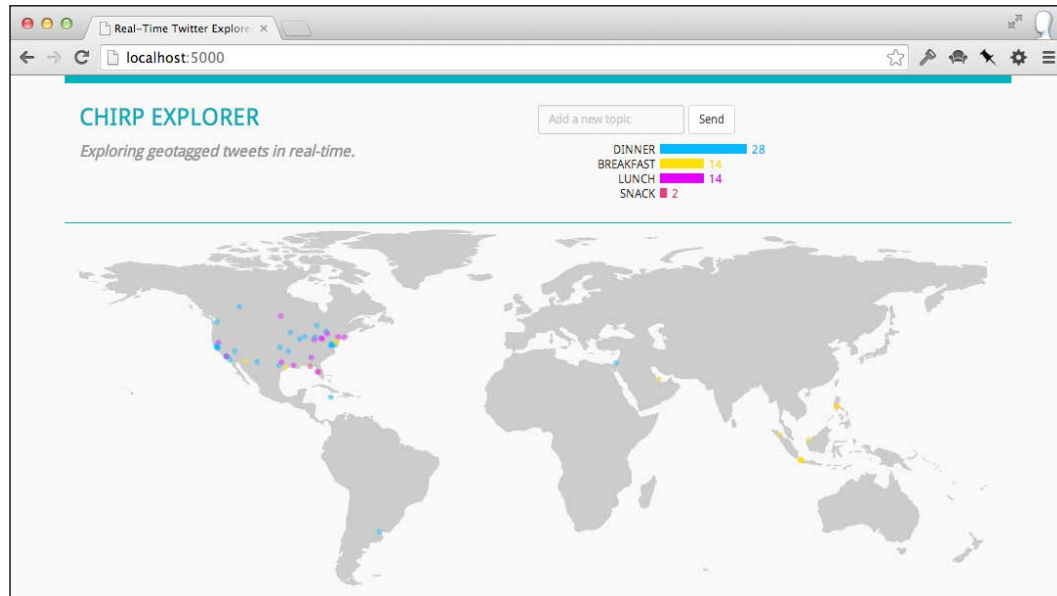 Real-Time Twitter Explore
localhost:5000
CHIRP EXPLORER
Exploring geotagged tweets in real-time.
Add a new topic
Send
DINNER 28
BREAKFAST 14
LUNCH 14
SNACK 2